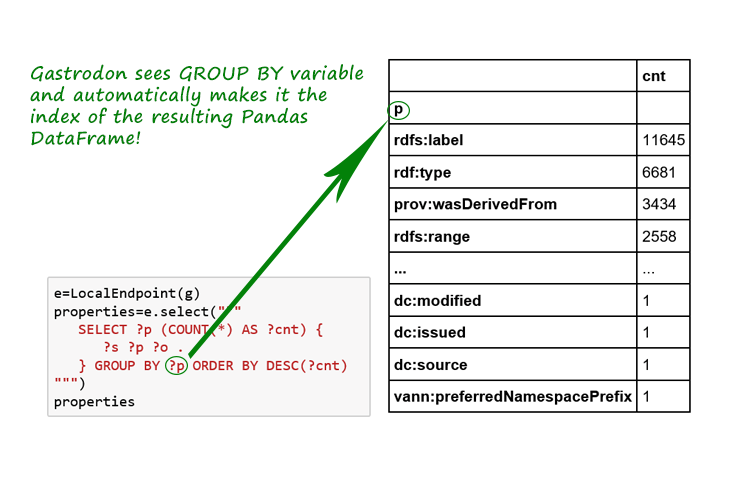 Gastrodon sees GROUP BY variable
and automatically makes it the
index of the resulting Pandas
DataFrame!
cnt
p
rdfs:label 11645
rdf:type 6681
prov:wasDerivedFrom 3434
rdfs:range 2558
... ...
dc:modified 1
dc:issued 1
dc:source 1
vann:preferredNamespacePrefix 1
e=LocalEndpoint(g)
properties=e.select("""
SELECT ?p (COUNT(*) AS ?cnt) {
?s ?p ?o .
} GROUP BY ?p ORDER BY DESC(?cnt)
""")
properties